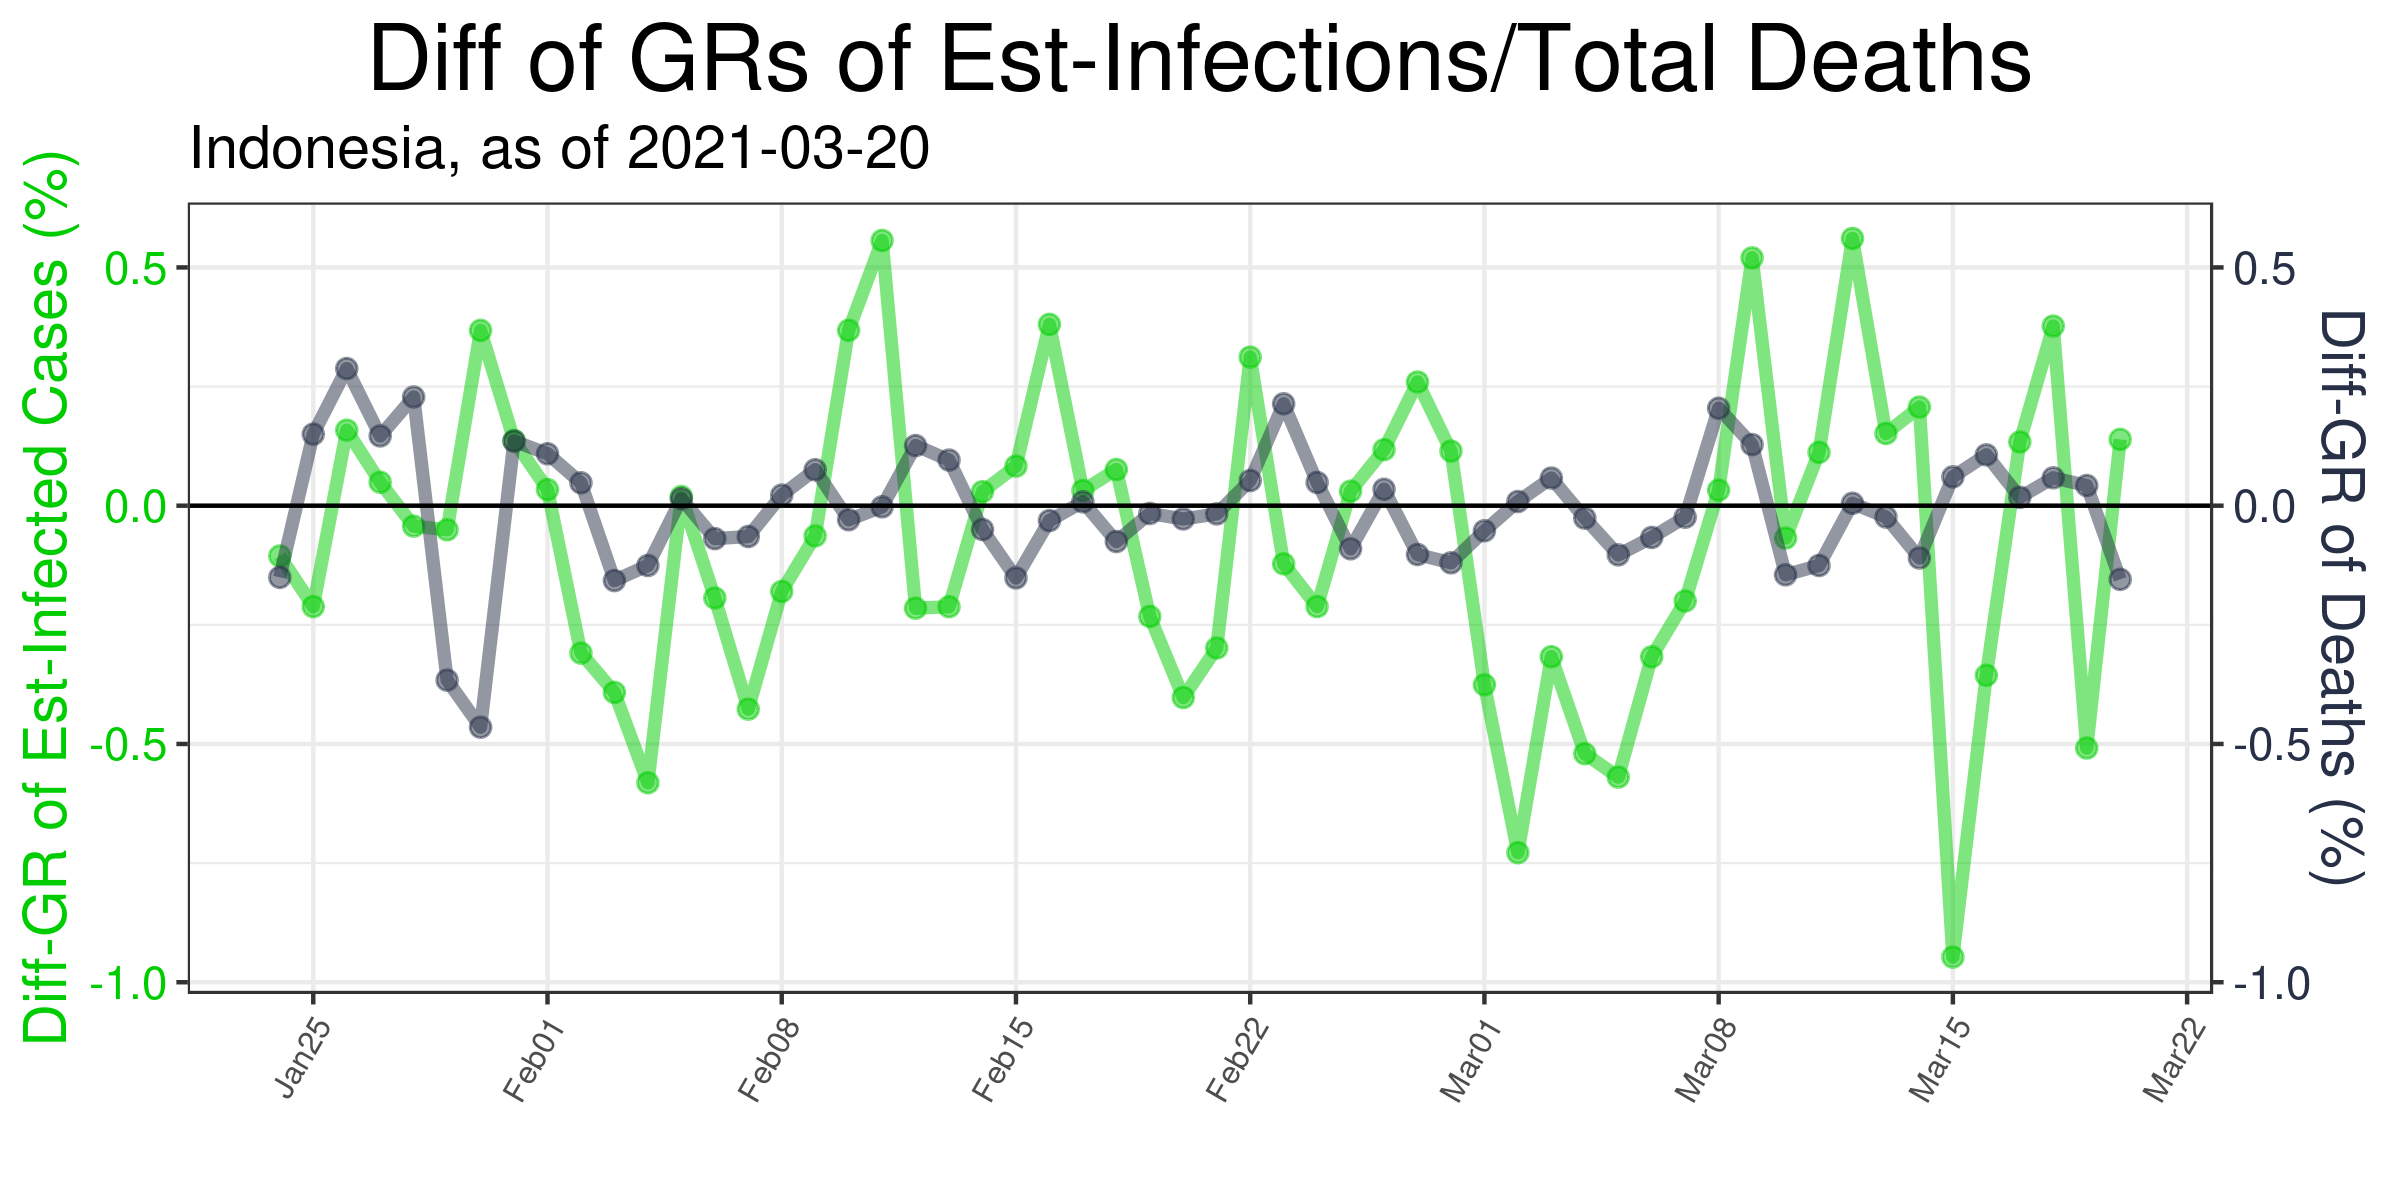 Diff of GRs of Est-Infections/Total Deaths
Indonesia, as of 2021-03-20
Diff-GR of Est-Infected Cases (%)
0.5
0.0
-0.5
-1.0
0.5
0.0
-0.5
-1.0
Diff-GR of Deaths (%)
Jan25
Feb01
Feb08
Feb15
Feb22
Mar01
Mar08
Mar15
Mar22